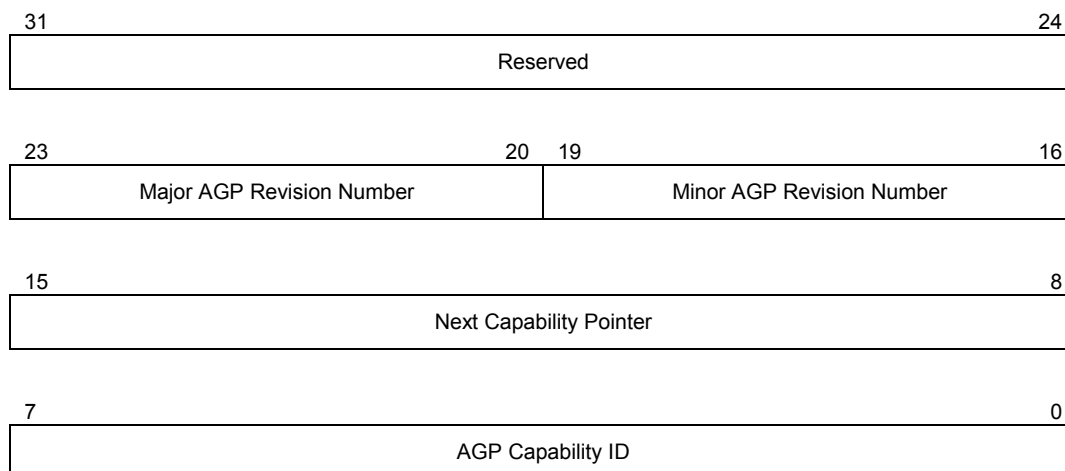 31 24
Reserved
23 20 19 16
Major AGP Revision Number Minor AGP Revision Number
15 8
Next Capability Pointer
7 0
AGP Capability ID